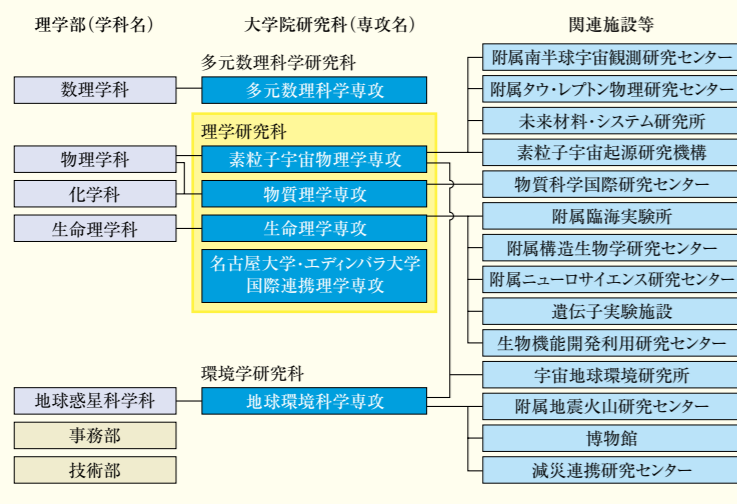 理学部(学科名)
大学院研究科(専攻名)
関連施設等
多元数理科学研究科
数理学科
多元数理科学専攻
理学研究科
物理学科
素粒子宇宙物理学専攻
化学科
物質理学専攻
生命理学科
生命理学専攻
名古屋大学・エディンバラ大学
国際連携理学専攻
環境学研究科
地球惑星科学科
地球環境科学専攻
事務部
技術部
附属南半球宇宙観測研究センター
附属タウ・レプトン物理研究センター
未来材料・システム研究所
素粒子宇宙起源研究機構
物質科学国際研究センター
附属臨海実験所
附属構造生物学研究センター
附属ニューロサイエンス研究センター
遺伝子実験施設
生物機能開発利用研究センター
宇宙地球環境研究所
附属地震火山研究センター
博物館
減災連携研究センター